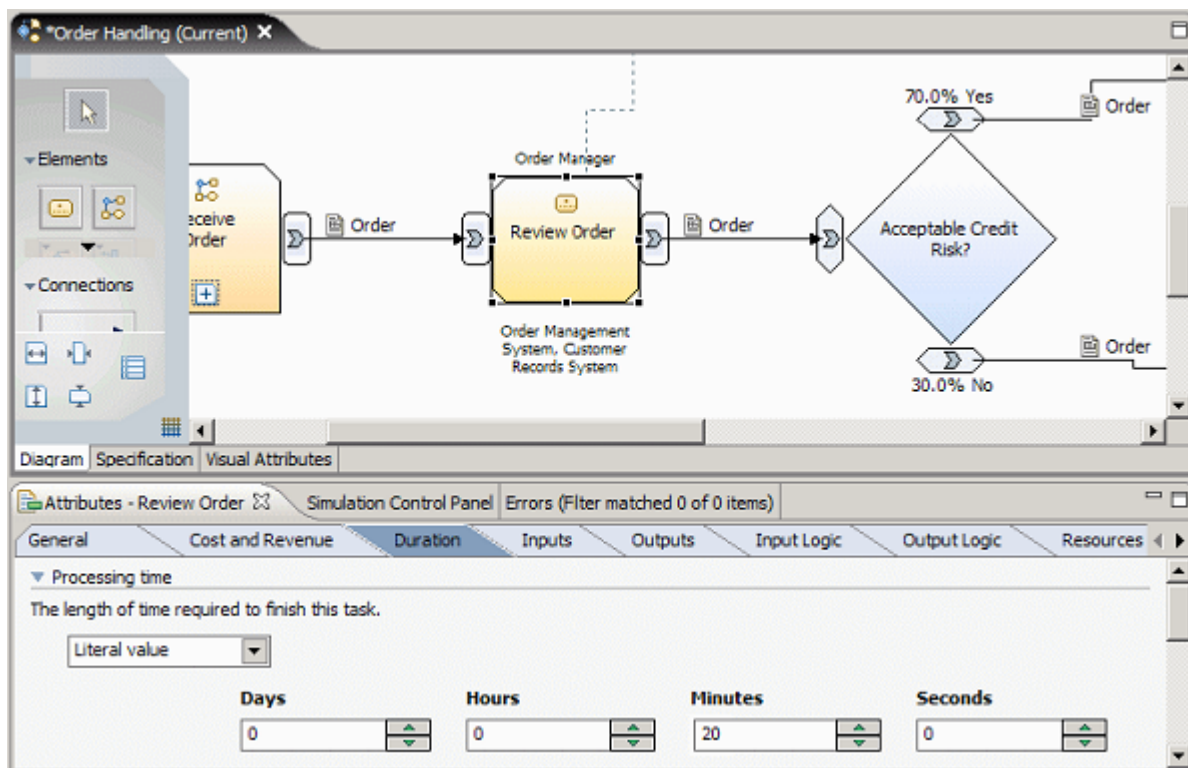 *Order Handling (Current)
70.0% Yes
Order
Elements
Order Manager
eceive
Order
Order
Review Order
Order
Acceptable Credit
Risk?
Connections
Order Management
System, Customer
Records System
Order
30.0% No
Diagram Specification Visual Attributes
Attributes - Review Order Simulation Control Panel Errors (Filter matched 0 of 0 items)
General Cost and Revenue Duration Inputs Outputs Input Logic Output Logic Resources
Processing time
The length of time required to finish this task.
Literal value
Days Hours Minutes Seconds
0 0 20 0